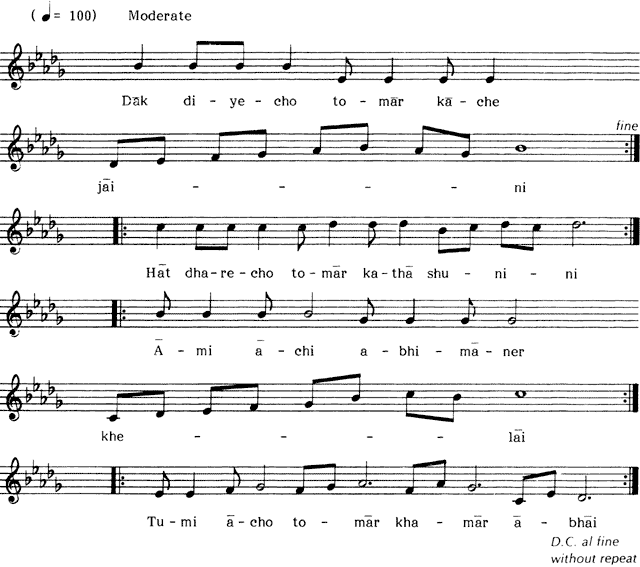 ( ♩ = 100) Moderate
Dāk di - ye - cho to - mār kā - che
fine
jāi - - - - - ni
Hāt dha - re - cho to - mār ka - thā shu - ni - ni
Ā - mi ā - chi a - bhi - mā - ner
khe - - - - lāi
Tu - mi ā - cho to - mār kha - mār ā - bhāi
D.C. al fine
without repeat